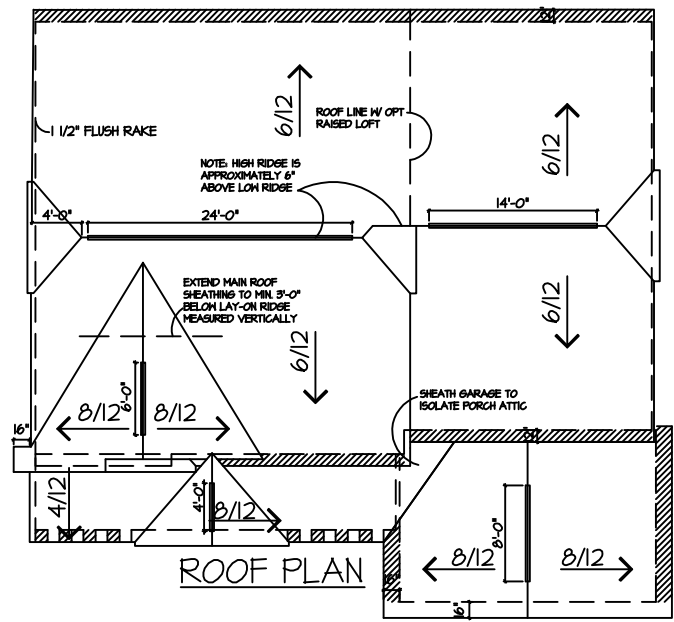 12"
1 1/2" FLUSH RAKE
6/12
ROOF LINE W/ OPT
RAISED LOFT
6/12
NOTE: HIGH RIDGE IS
APPROXIMATELY 6"
ABOVE LOW RIDGE
4'-0"
24'-0"
14'-0"
EXTEND MAIN ROOF
SHEATHING TO MIN. 3'-0"
BELOW LAY-ON RIDGE
MEASURED VERTICALLY
6/12
6/12
6'-0"
8/12
8/12
SHEATH GARAGE TO
ISOLATE PORCH ATTIC
16"
12"
4/12
4'-0"
8/12
8'-0"
8/12
8/12
ROOF PLAN
16"